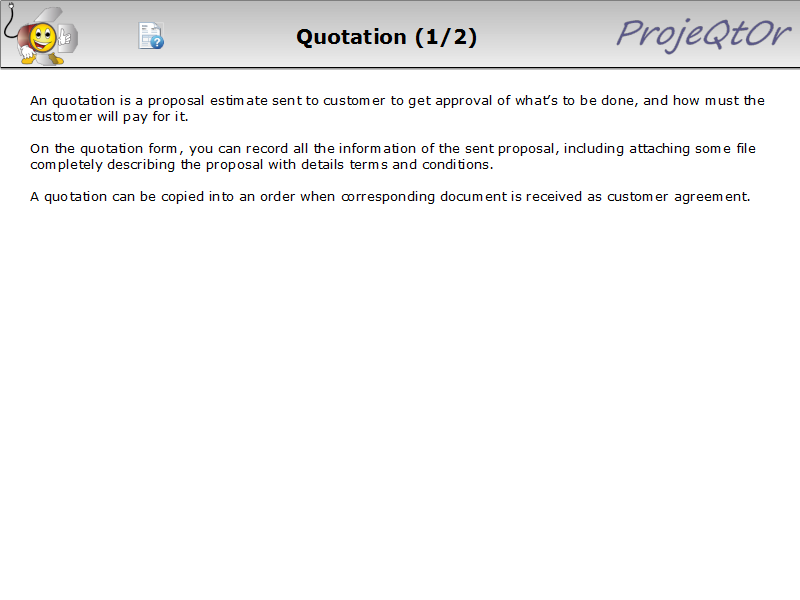 Quotation (1/2)
ProjeQtOr
An quotation is a proposal estimate sent to customer to get approval of what’s to be done, and how must the
customer will pay for it.
On the quotation form, you can record all the information of the sent proposal, including attaching some file
completely describing the proposal with details terms and conditions.
A quotation can be copied into an order when corresponding document is received as customer agreement.